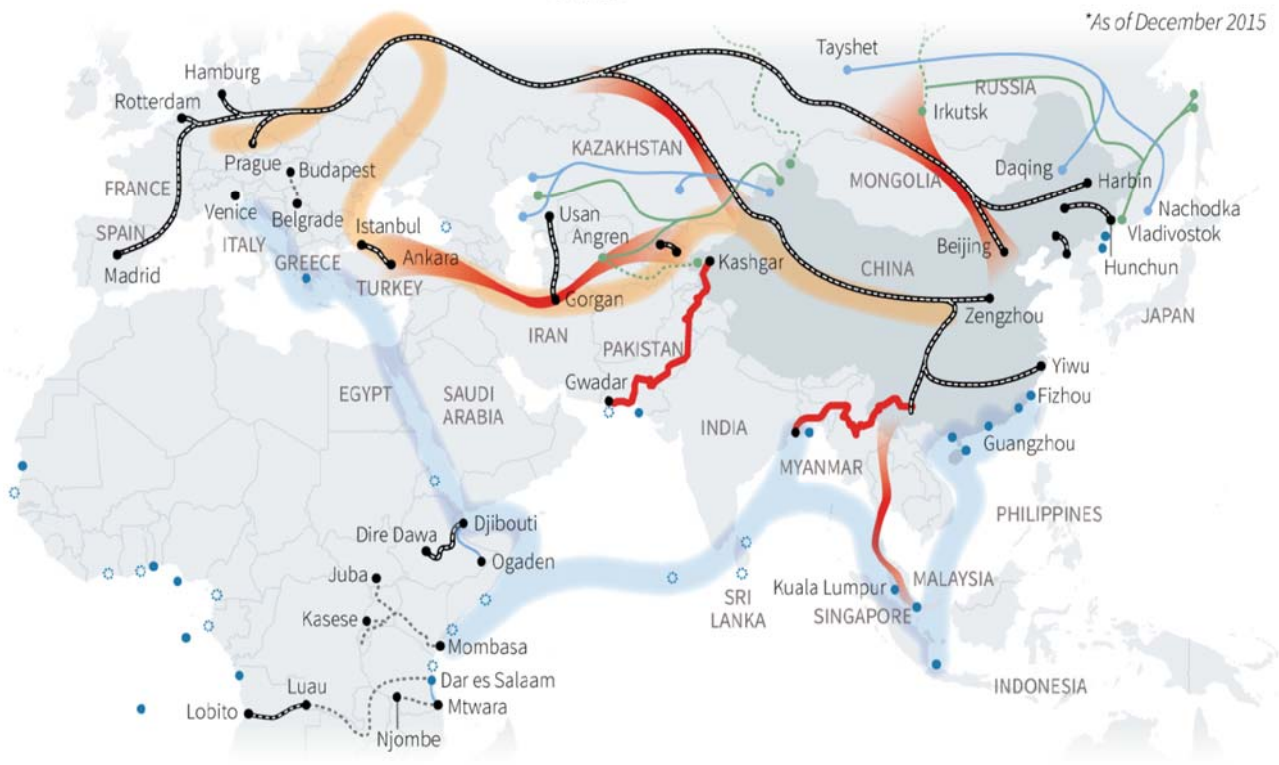 *As of December 2015
Tayshet
Hamburg
RUSSIA
Rotterdam
Irkutsk
KAZAKHSTAN
Prague
Budapest
Daqing
Harbin
FRANCE
MONGOLIA
Venice
Belgrade
Usan
Nachodka
SPAIN
Istanbul
Angren
Vladivostok
ITALY
Beijing
Madrid
GREECE
Ankara
Kashgar
CHINA
Hunchun
TURKEY
Gorgan
Zengzhou
JAPAN
IRAN
PAKISTAN
Yiwu
Gwadar
EGYPT
SAUDI
ARABIA
Fizhou
INDIA
Guangzhou
MYANMAR
PHILIPPINES
Djibouti
Dire Dawa
Ogaden
Juba
Kuala Lumpur
MALAYSIA
SRI
LANKA
SINGAPORE
Kasese
Mombasa
Dar es Salaam
INDONESIA
Luau
Lobito
Mtwara
Njombe